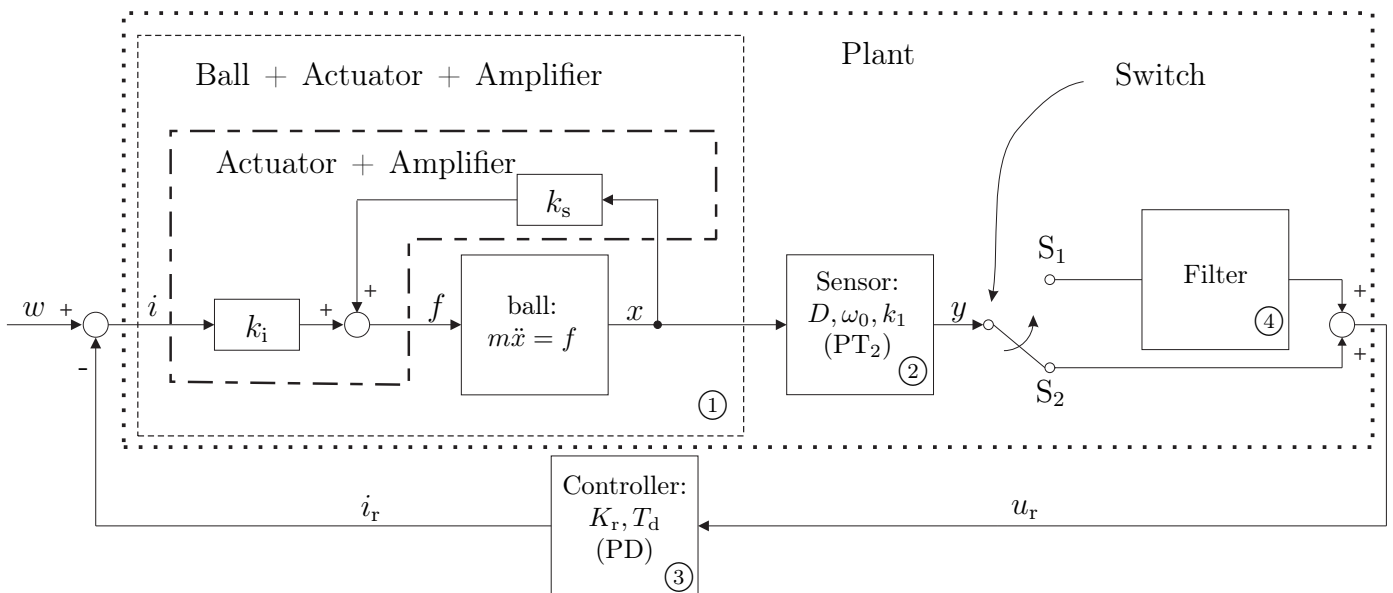 Plant
Ball + Actuator + Amplifier
Switch
Actuator + Amplifier
k_s
S_1
Filter
④
w
+
-
i
k_i
+
+
f
ball:
mẍ = f
x
①
Sensor:
D, ω_0, k_1
(PT_2)
②
y
S_2
+
+
Controller:
K_r, T_d
(PD)
③
i_r
u_r